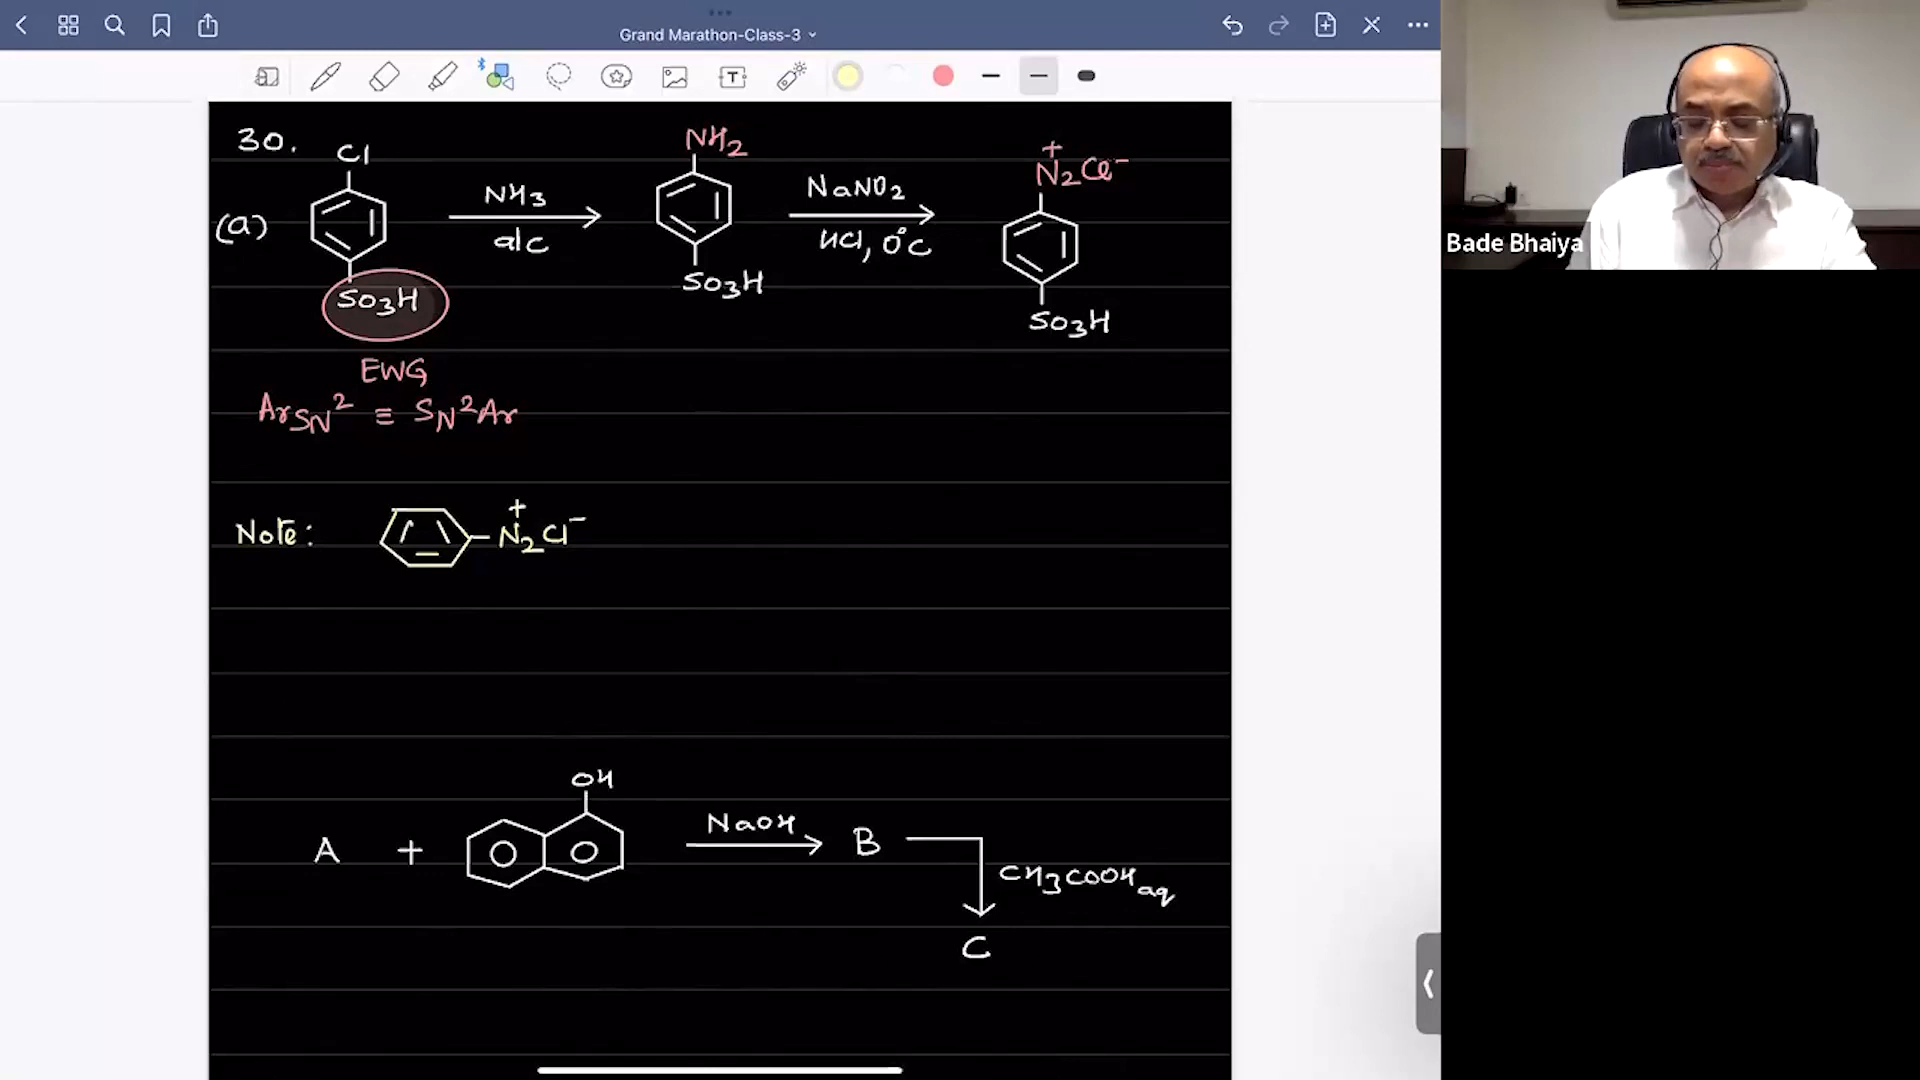 Grand Marathon-Class-3
30.
Cl
NH2
+
N2Cl-
(a)
NH3
alc
NaNO2
HCl, 0°C
SO3H
SO3H
SO3H
EWG
ArSN2 ≡ SN2Ar
Note:
+
N2Cl-
OH
A + NaOH B
CH3COOHaq
C
Bade Bhaiya